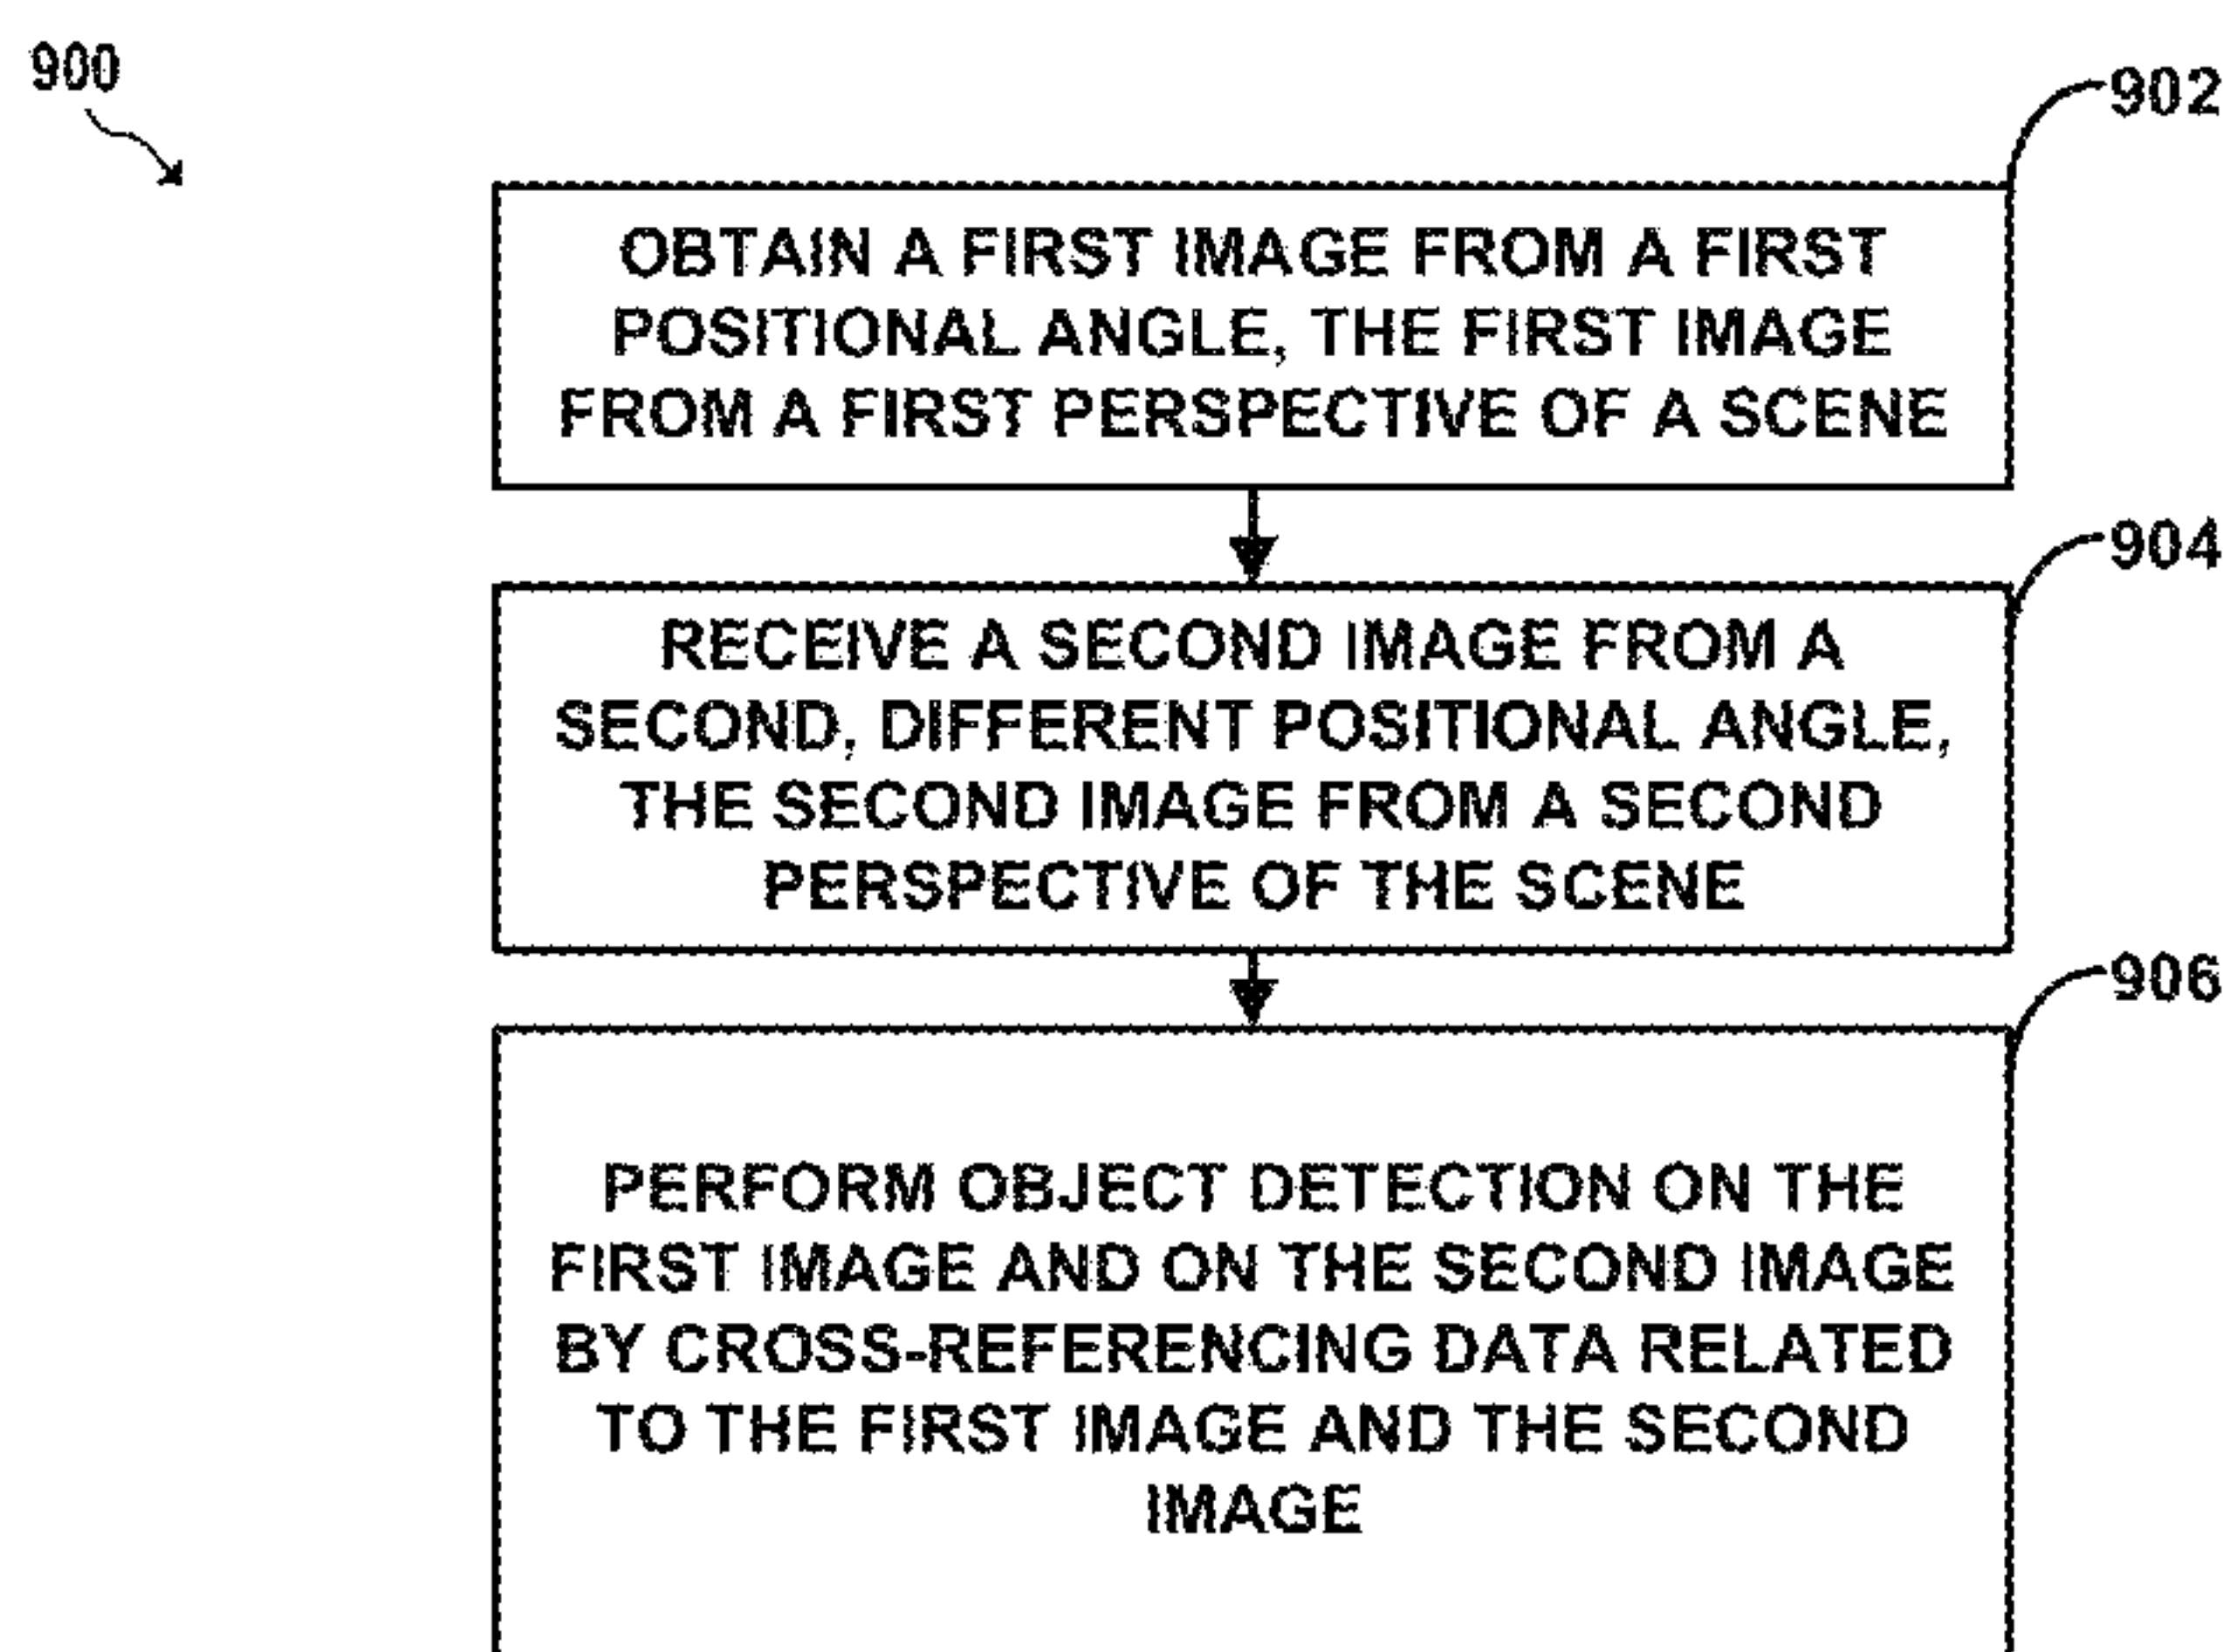 900
902
OBTAIN A FIRST IMAGE FROM A FIRST
POSITIONAL ANGLE, THE FIRST IMAGE
FROM A FIRST PERSPECTIVE OF A SCENE
904
RECEIVE A SECOND IMAGE FROM A
SECOND, DIFFERENT POSITIONAL ANGLE,
THE SECOND IMAGE FROM A SECOND
PERSPECTIVE OF THE SCENE
906
PERFORM OBJECT DETECTION ON THE
FIRST IMAGE AND ON THE SECOND IMAGE
BY CROSS-REFERENCING DATA RELATED
TO THE FIRST IMAGE AND THE SECOND
IMAGE